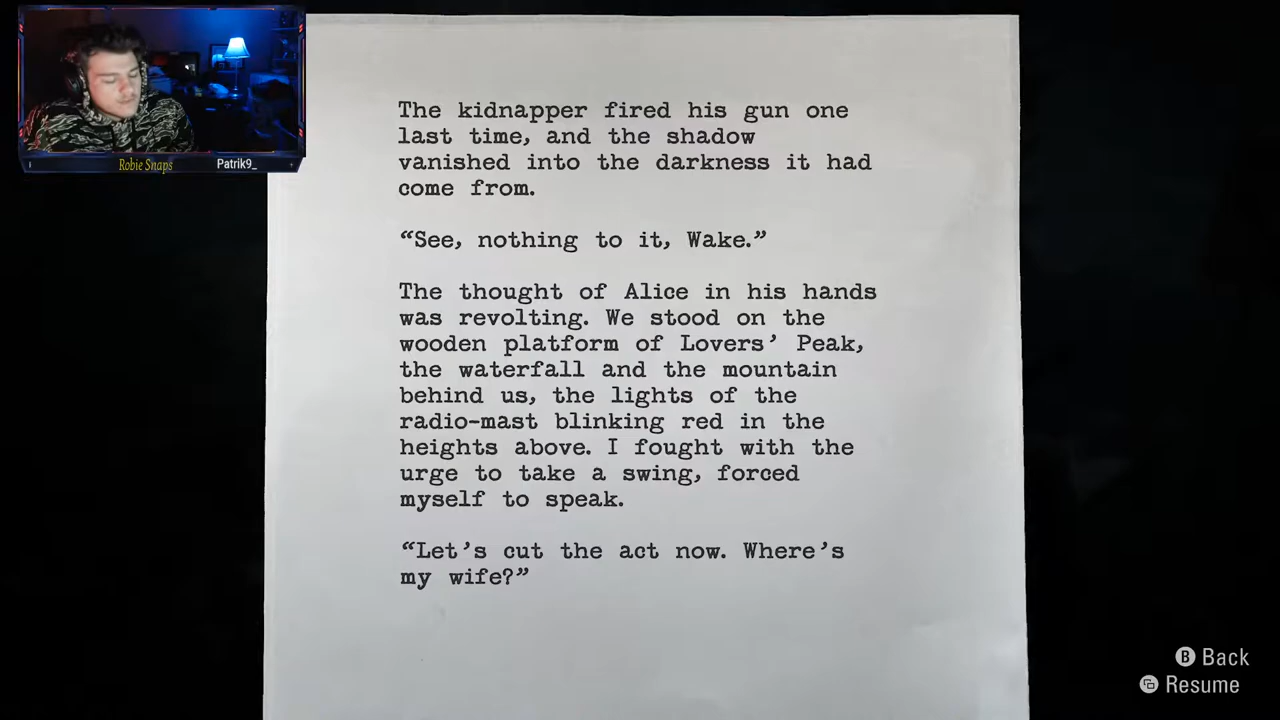 The kidnapper fired his gun one
last time, and the shadow
vanished into the darkness it had
come from.
“See, nothing to it, Wake.”
The thought of Alice in his hands
was revolting. We stood on the
wooden platform of Lovers’ Peak,
the waterfall and the mountain
behind us, the lights of the
radio-mast blinking red in the
heights above. I fought with the
urge to take a swing, forced
myself to speak.
“Let’s cut the act now. Where’s
my wife?”
Robie Snaps
Patrik9_
B Back
Resume